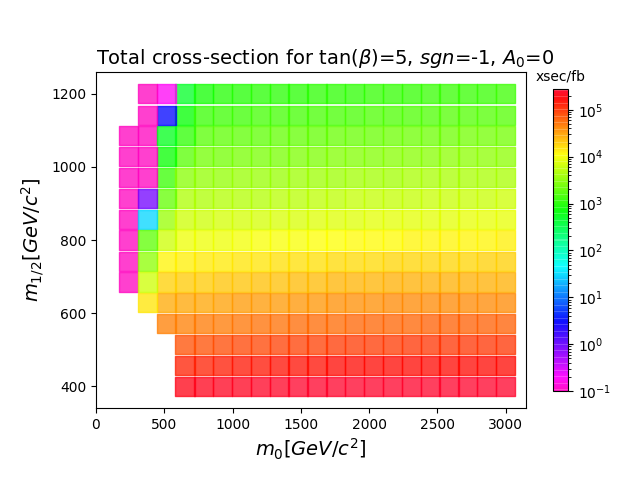 Total cross-section for tan(β)=5, sgn=-1, A₀=0
xsec/fb
m₁/₂[GeV/c²]
1200
1000
800
600
400
10⁵
10⁴
10³
10²
10¹
10⁰
10⁻¹
0 500 1000 1500 2000 2500 3000
m₀[GeV/c²]